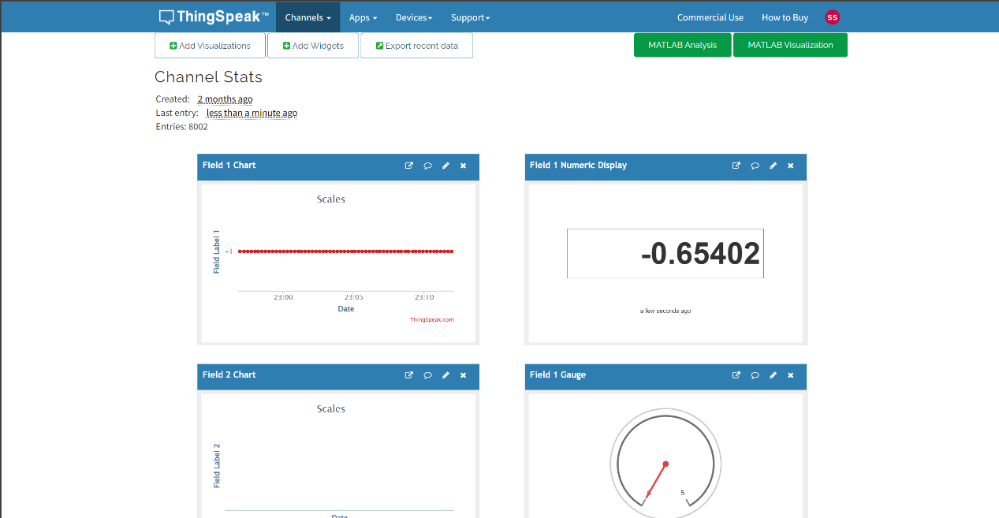 ThingSpeak™ Channels Apps Devices Support Commercial Use How to Buy SS
Add Visualizations Add Widgets Export recent data MATLAB Analysis MATLAB Visualization
Channel Stats
Created: 2 months ago
Last entry: less than a minute ago
Entries: 8002
Field 1 Chart
Scales
Field Label 1
-1
23:00 23:05 23:10
Date
ThingSpeak.com
Field 1 Numeric Display
-0.65402
a few seconds ago
Field 2 Chart
Scales
Field Label 2
Date
Field 1 Gauge
0 5